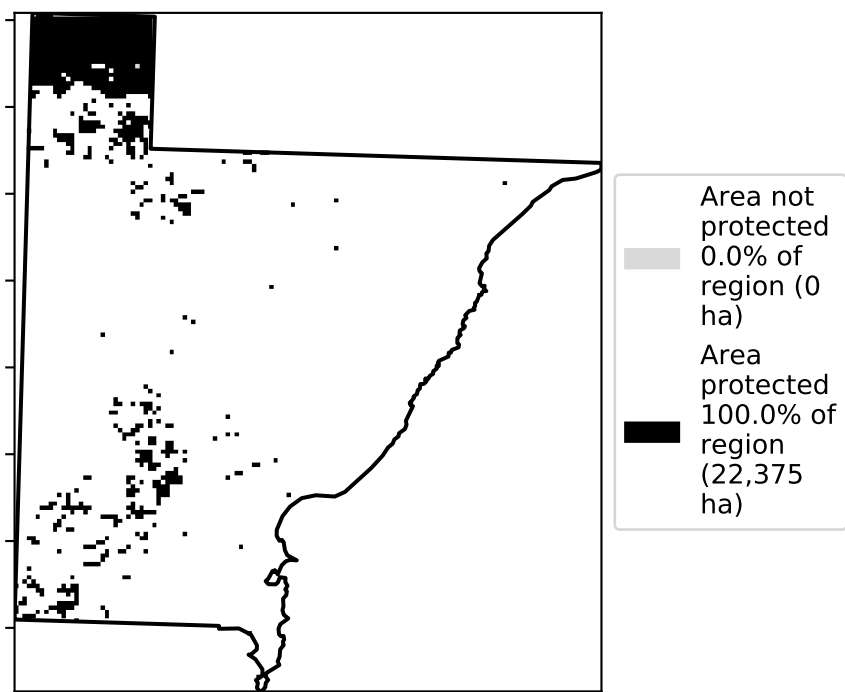 Area not
protected
0.0% of
region (0
ha)
Area
protected
100.0% of
region
(22,375
ha)